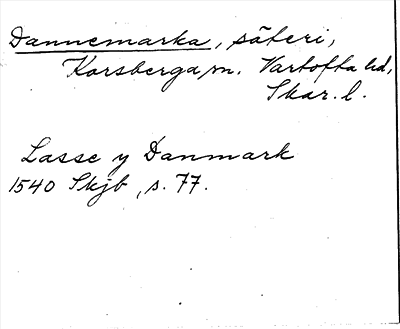 Dannemarka, säteri,
Korsberga sn. Vartofta hd,
Skar. l.
Lasse y Danmark
1540 Skjb, s. 77.